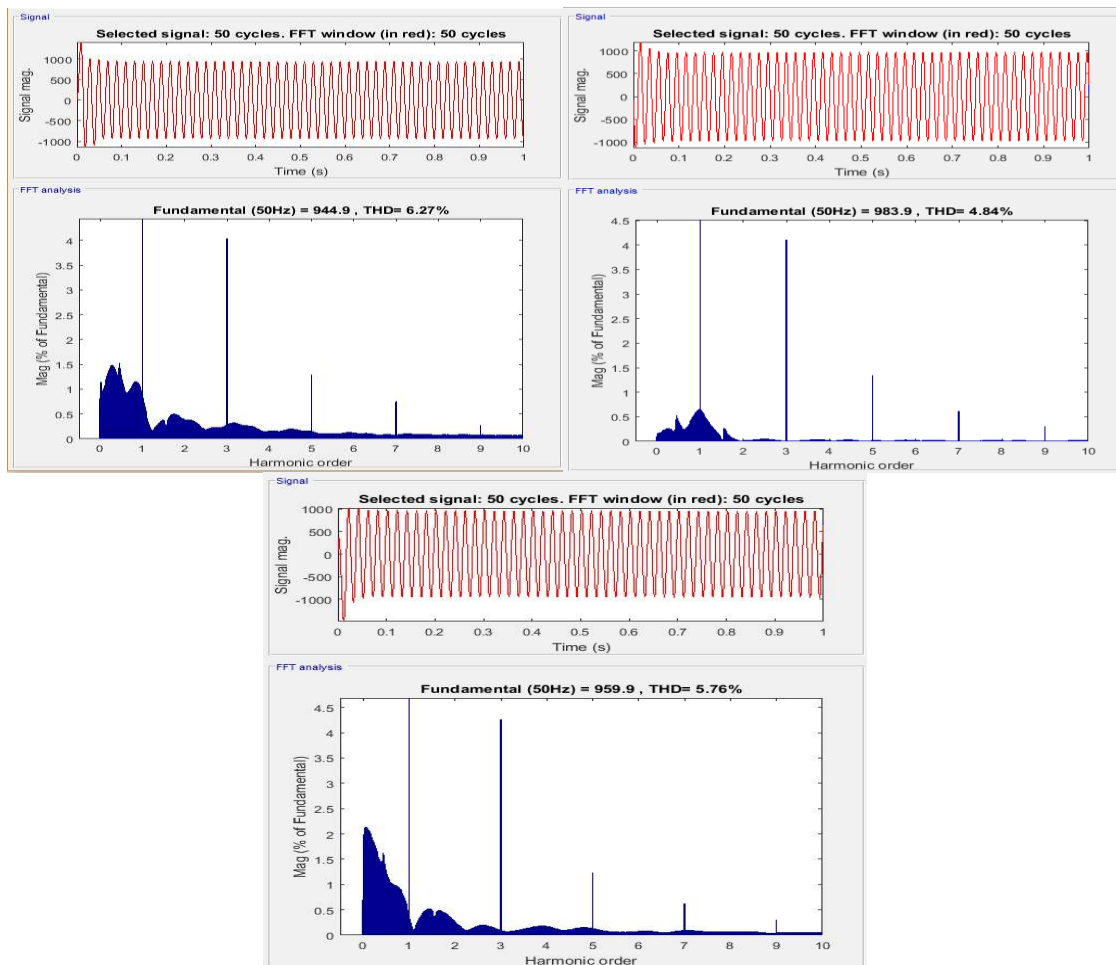 Signal
Selected signal: 50 cycles. FFT window (in red): 50 cycles
1000
500
0
-500
-1000
Signal mag.
0 0.1 0.2 0.3 0.4 0.5 0.6 0.7 0.8 0.9 1
Time (s)
FFT analysis
Fundamental (50Hz) = 944.9 , THD= 6.27%
4
3.5
3
2.5
2
1.5
1
0.5
0
Mag (% of Fundamental)
0 1 2 3 4 5 6 7 8 9 10
Harmonic order
Signal
Selected signal: 50 cycles. FFT window (in red): 50 cycles
1000
500
0
-500
-1000
Signal mag.
0 0.1 0.2 0.3 0.4 0.5 0.6 0.7 0.8 0.9 1
Time (s)
FFT analysis
Fundamental (50Hz) = 983.9 , THD= 4.84%
4.5
4
3.5
3
2.5
2
1.5
1
0.5
0
Mag (% of Fundamental)
0 1 2 3 4 5 6 7 8 9 10
Harmonic order
Signal
Selected signal: 50 cycles. FFT window (in red): 50 cycles
1000
500
0
-500
-1000
Signal mag.
0 0.1 0.2 0.3 0.4 0.5 0.6 0.7 0.8 0.9 1
Time (s)
FFT analysis
Fundamental (50Hz) = 959.9 , THD= 5.76%
4.5
4
3.5
3
2.5
2
1.5
1
0.5
0
Mag (% of Fundamental)
0 1 2 3 4 5 6 7 8 9 10
Harmonic order